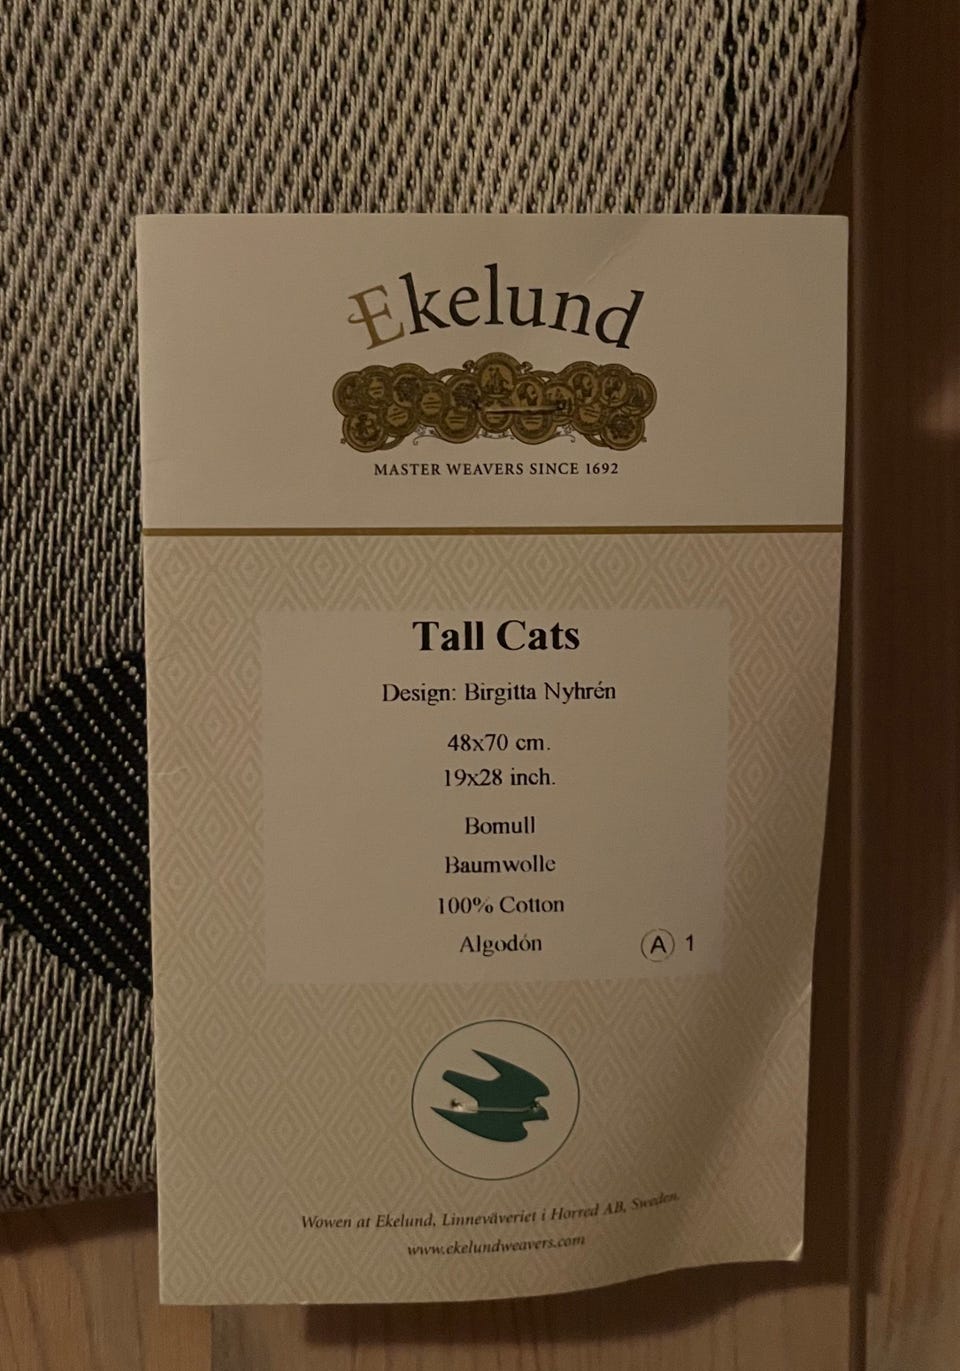 Ekelund
MASTER WEAVERS SINCE 1692
Tall Cats
Design: Birgitta Nyhrén
48x70 cm.
19x28 inch.
Bomull
Baumwolle
100% Cotton
Algodón
A 1
Wowen at Ekelund, Linneväveriet i Horred AB, Sweden.
www.ekelundweavers.com